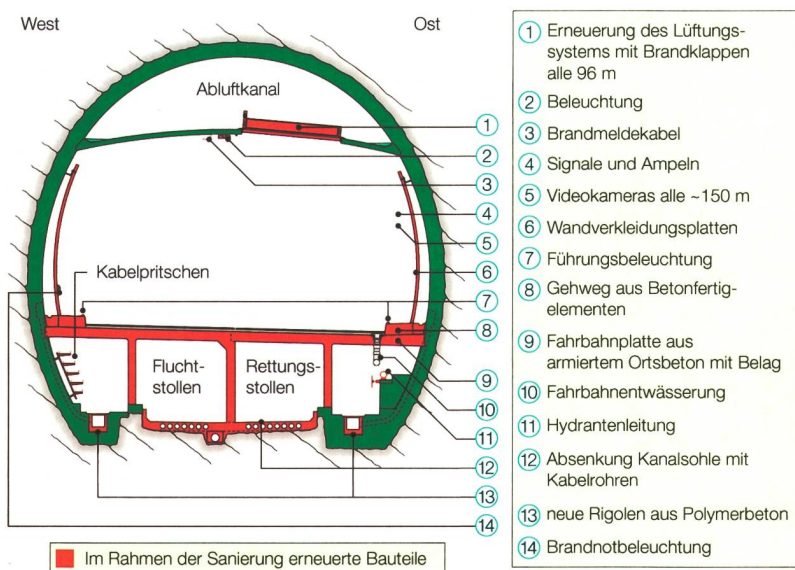 West
Ost
Abluftkanal
Kabelpritschen
Flucht-
stollen
Rettungs-
stollen
1
2
3
4
5
6
7
8
9
10
11
12
13
14
Im Rahmen der Sanierung erneuerte Bauteile
1 Erneuerung des Lüftungs-
systems mit Brandklappen
alle 96 m
2 Beleuchtung
3 Brandmeldekabel
4 Signale und Ampeln
5 Videokameras alle ~150 m
6 Wandverkleidungsplatten
7 Führungsbeleuchtung
8 Gehweg aus Betonfertig-
elementen
9 Fahrbahnplatte aus
armiertem Ortsbeton mit Belag
10 Fahrbahnentwässerung
11 Hydrantenleitung
12 Absenkung Kanalsohle mit
Kabelrohren
13 neue Rigolen aus Polymerbeton
14 Brandnotbeleuchtung